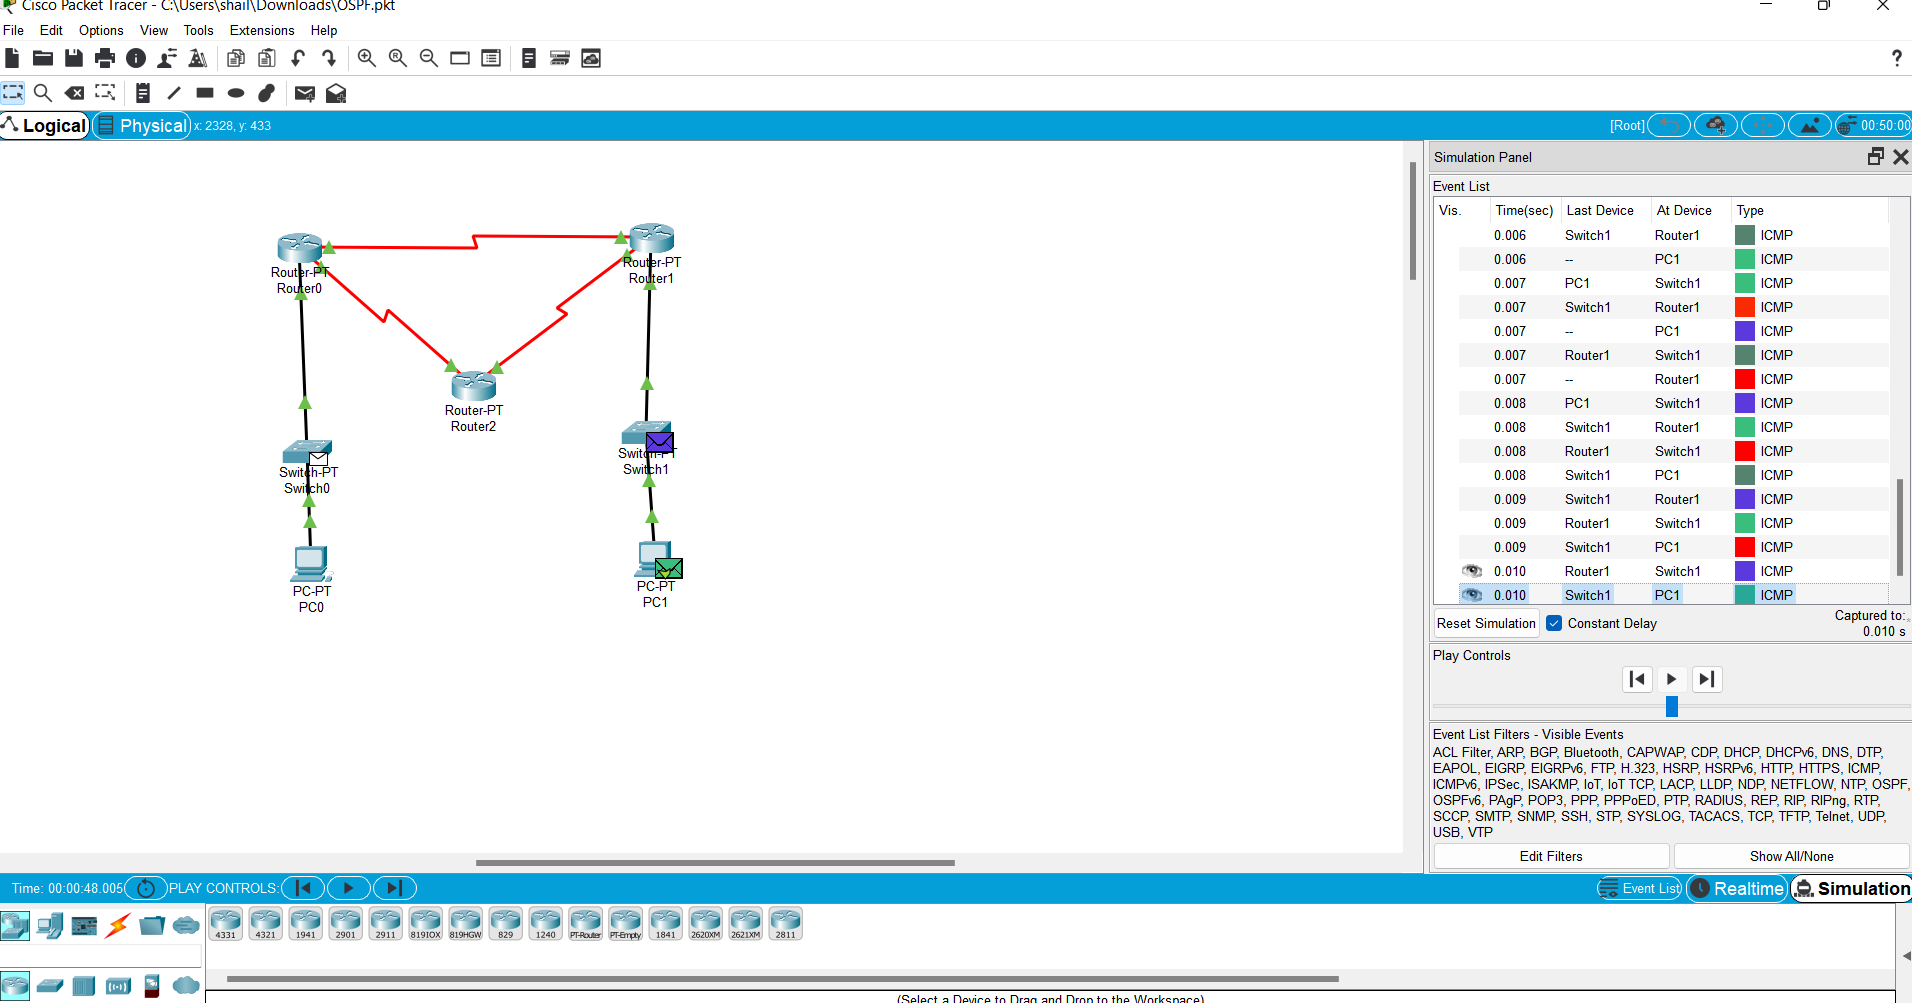 Cisco Packet Tracer - C:\Users\shail\Downloads\OSPF.pkt
File Edit Options View Tools Extensions Help
?
Logical Physical x: 2328, y: 433 [Root] 00:50:00
Simulation Panel
Event List
Vis. Time(sec) Last Device At Device Type
0.006 Switch1 Router1 ICMP
0.006 -- PC1 ICMP
0.007 PC1 Switch1 ICMP
0.007 Switch1 Router1 ICMP
0.007 -- PC1 ICMP
0.007 Router1 Switch1 ICMP
0.007 -- Router1 ICMP
0.008 PC1 Switch1 ICMP
0.008 Switch1 Router1 ICMP
0.008 Router1 Switch1 ICMP
0.008 Switch1 PC1 ICMP
0.009 Switch1 Router1 ICMP
0.009 Router1 Switch1 ICMP
0.009 Switch1 PC1 ICMP
0.010 Router1 Switch1 ICMP
0.010 Switch1 PC1 ICMP
Reset Simulation Constant Delay Captured to:
0.010 s
Play Controls
Event List Filters - Visible Events
ACL Filter, ARP, BGP, Bluetooth, CAPWAP, CDP, DHCP, DHCPv6, DNS, DTP,
EAPOL, EIGRP, EIGRPv6, FTP, H.323, HSRP, HSRPv6, HTTP, HTTPS, ICMP,
ICMPv6, IPSec, ISAKMP, IoT, IoT TCP, LACP, LLDP, NDP, NETFLOW, NTP, OSPF,
OSPFv6, PAgP, POP3, PPP, PPPoED, PTP, RADIUS, REP, RIP, RIPng, RTP,
SCCP, SMTP, SNMP, SSH, STP, SYSLOG, TACACS, TCP, TFTP, Telnet, UDP,
USB, VTP
Edit Filters Show All/None
Router-PT
Router0
Router-PT
Router1
Router-PT
Router2
Switch-PT
Switch0
Switch-PT
Switch1
PC-PT
PC0
PC-PT
PC1
Time: 00:00:48.005 PLAY CONTROLS: Event List Realtime Simulation
4331 4321 1941 2901 2911 819IOX 819HGW 829 1240 PT-Router PT-Empty 1841 2620XM 2621XM 2811
(Select a Device to Drag and Drop to the Workspace)